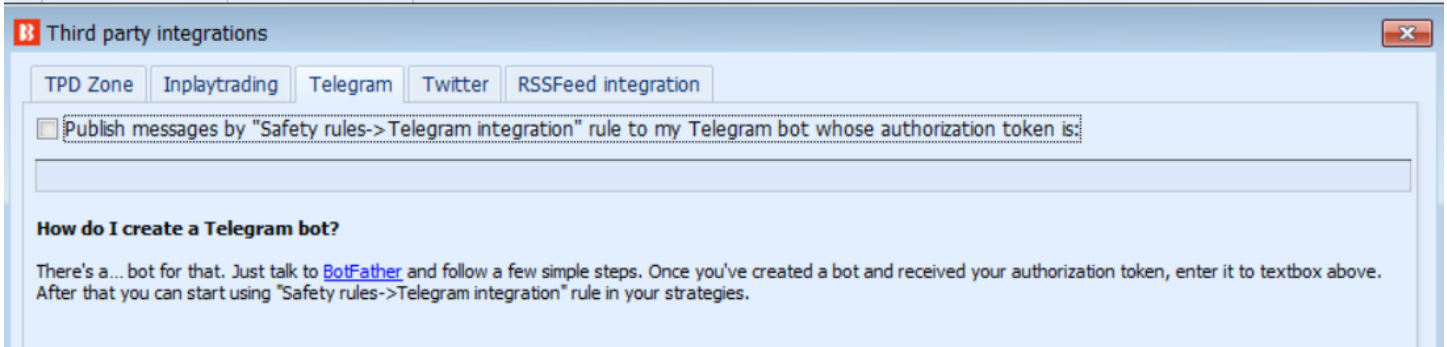 Third party integrations
TPD Zone Inplaytrading Telegram Twitter RSSFeed integration
Publish messages by "Safety rules->Telegram integration" rule to my Telegram bot whose authorization token is:
How do I create a Telegram bot?
There's a... bot for that. Just talk to BotFather and follow a few simple steps. Once you've created a bot and received your authorization token, enter it to textbox above.
After that you can start using "Safety rules->Telegram integration" rule in your strategies.